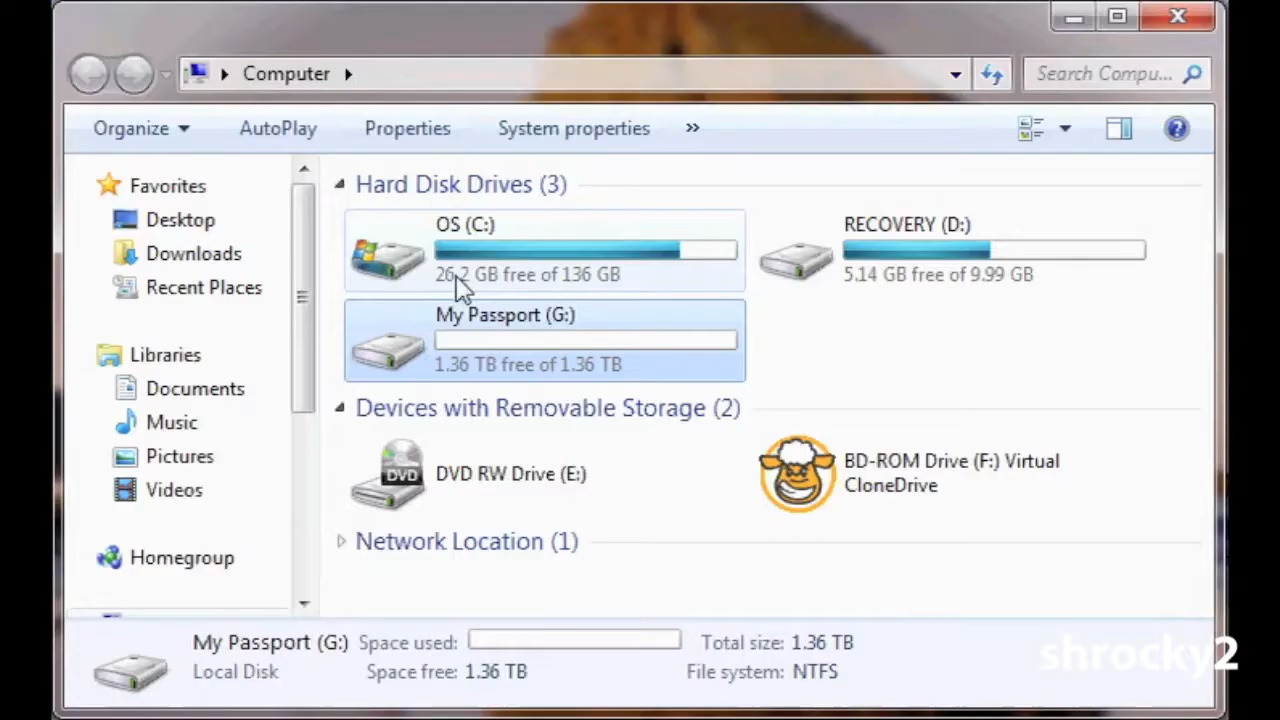 Computer
Search Compu...
Organize
AutoPlay
Properties
System properties
»
Favorites
Desktop
Downloads
Recent Places
Libraries
Documents
Music
Pictures
Videos
Homegroup
Hard Disk Drives (3)
OS (C:)
26.2 GB free of 136 GB
RECOVERY (D:)
5.14 GB free of 9.99 GB
My Passport (G:)
1.36 TB free of 1.36 TB
Devices with Removable Storage (2)
DVD
DVD RW Drive (E:)
BD-ROM Drive (F:) Virtual
CloneDrive
Network Location (1)
My Passport (G:) Space used: Total size: 1.36 TB
Local Disk Space free: 1.36 TB File system: NTFS
shrocky2